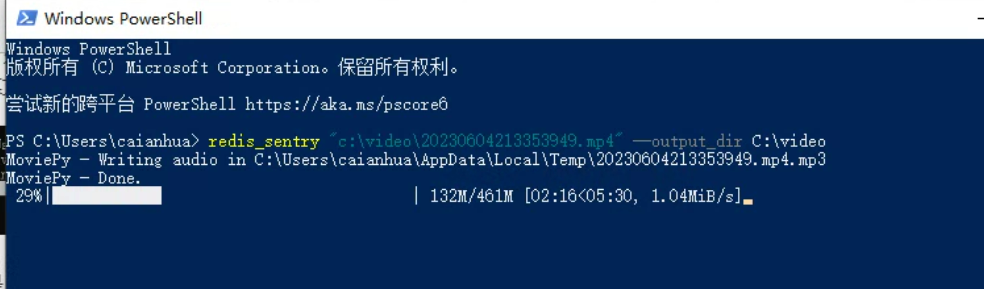 Windows PowerShell
Windows PowerShell
版权所有 (C) Microsoft Corporation。保留所有权利。
尝试新的跨平台 PowerShell https://aka.ms/pscore6
PS C:\Users\caianhua> redis_sentry "c:\video\20230604213353949.mp4" --output_dir C:\video
MoviePy - Writing audio in C:\Users\caianhua\AppData\Local\Temp\20230604213353949.mp4.mp3
MoviePy - Done.
29%| | 132M/461M [02:16<05:30, 1.04MiB/s]